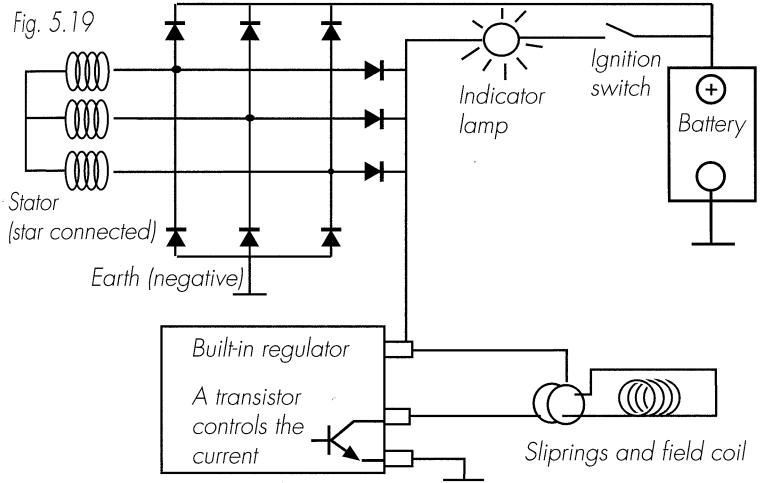 Fig. 5.19
Indicator
lamp
Ignition
switch
+
Battery
Stator
(star connected)
Earth (negative)
Built-in regulator
A transistor
controls the
current
Sliprings and field coil